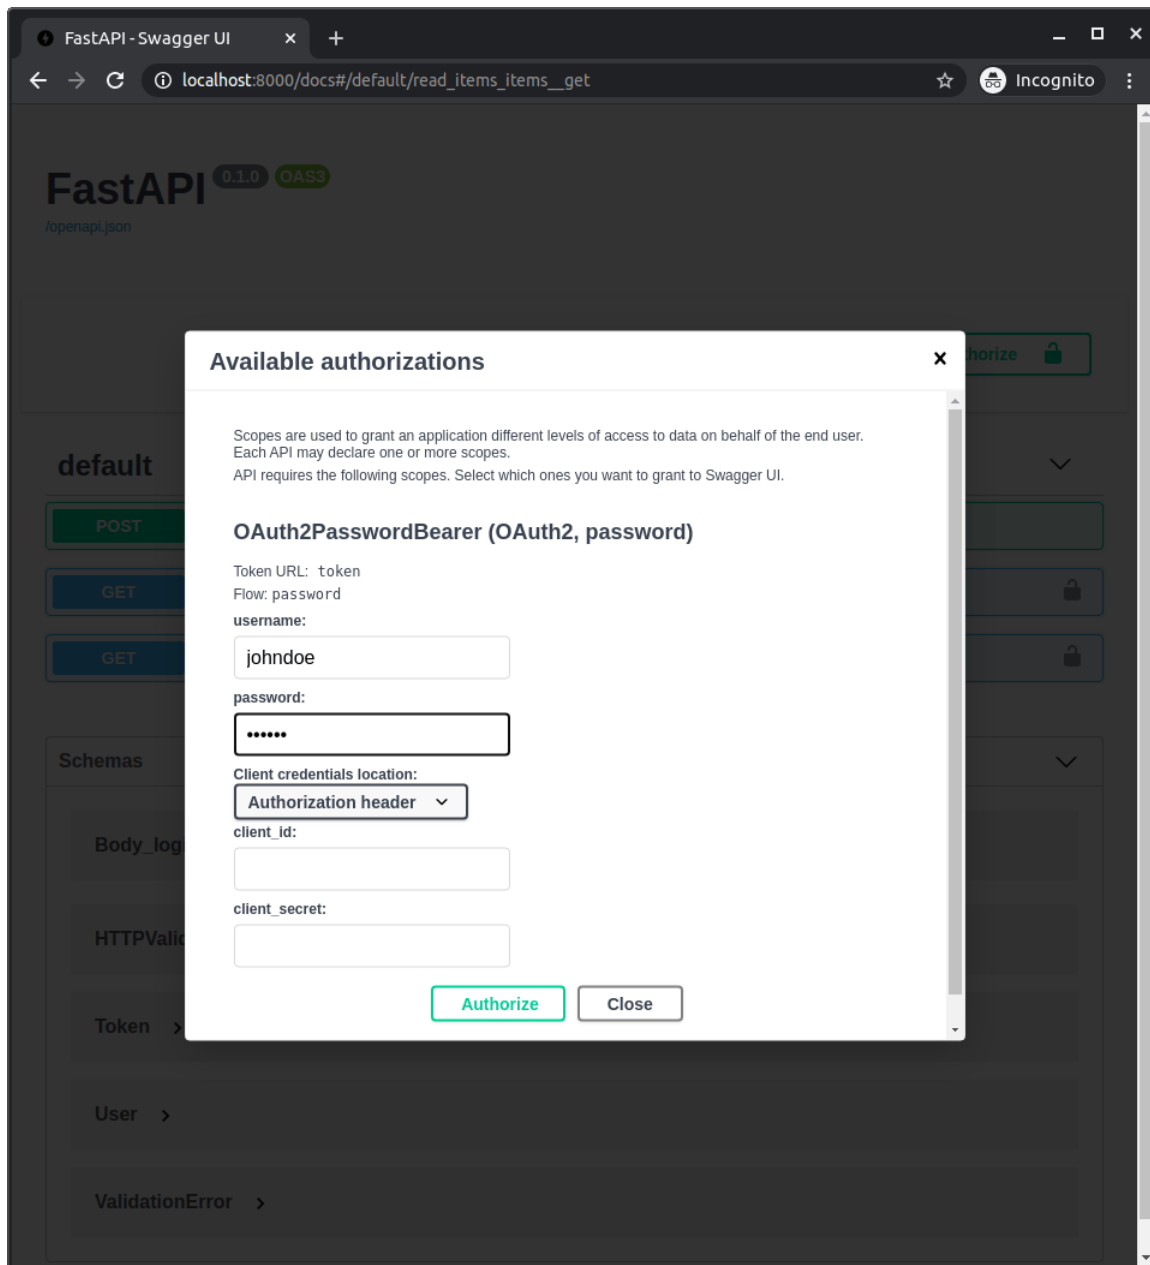 FastAPI - Swagger UI
localhost:8000/docs#/default/read_items_items__get
Incognito
FastAPI 0.1.0 OAS3
/openapi.json
Available authorizations
Scopes are used to grant an application different levels of access to data on behalf of the end user.
Each API may declare one or more scopes.
API requires the following scopes. Select which ones you want to grant to Swagger UI.
default
POST
OAuth2PasswordBearer (OAuth2, password)
Token URL: token
GET
Flow: password
username:
johndoe
GET
password:
••••••
Schemas
Client credentials location:
Authorization header
client_id:
client_secret:
Token
Authorize
Close
User
ValidationError